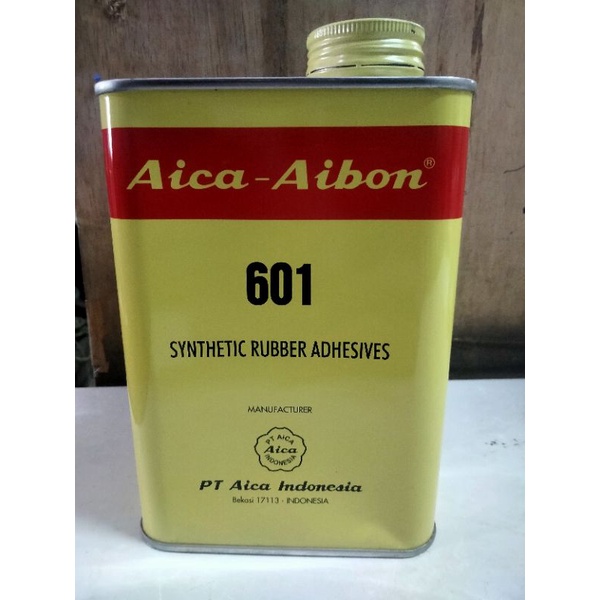 Aica-Aibon®
601
SYNTHETIC RUBBER ADHESIVES
MANUFACTURER
PT AICA
Aica
INDONESIA
PT Aica Indonesia
Bekasi 17113 - INDONESIA